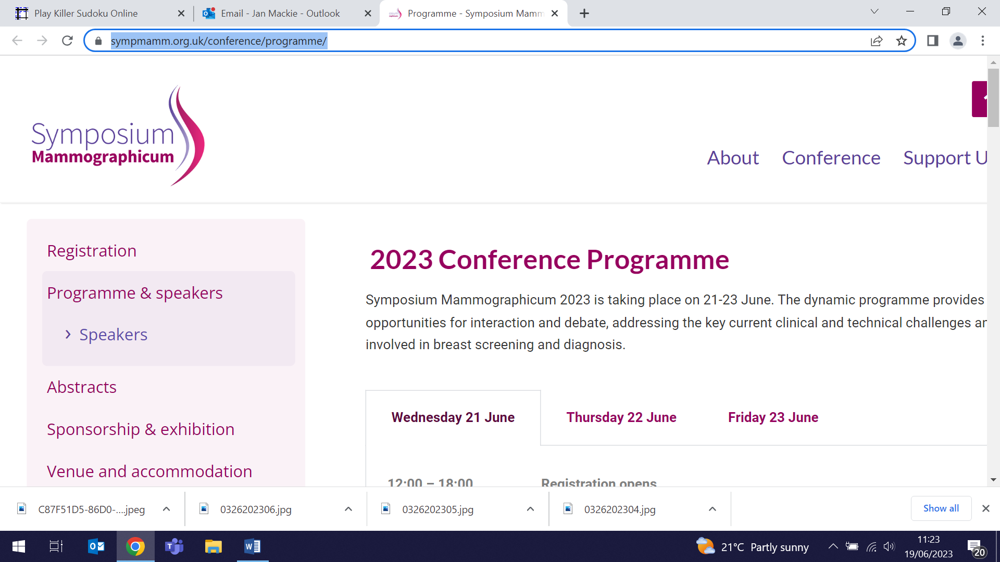 Play Killer Sudoku Online
Email - Jan Mackie - Outlook
Programme - Symposium Mamm
sympmamm.org.uk/conference/programme/
Symposium
Mammographicum
About Conference Support U
Registration
Programme & speakers
Speakers
Abstracts
Sponsorship & exhibition
Venue and accommodation
2023 Conference Programme
Symposium Mammographicum 2023 is taking place on 21-23 June. The dynamic programme provides
opportunities for interaction and debate, addressing the key current clinical and technical challenges an
involved in breast screening and diagnosis.
Wednesday 21 June Thursday 22 June Friday 23 June
12:00 – 18:00 Registration opens
C87F51D5-86D0-....jpeg
0326202306.jpg
0326202305.jpg
0326202304.jpg
Show all
21°C Partly sunny
11:23
19/06/2023
20